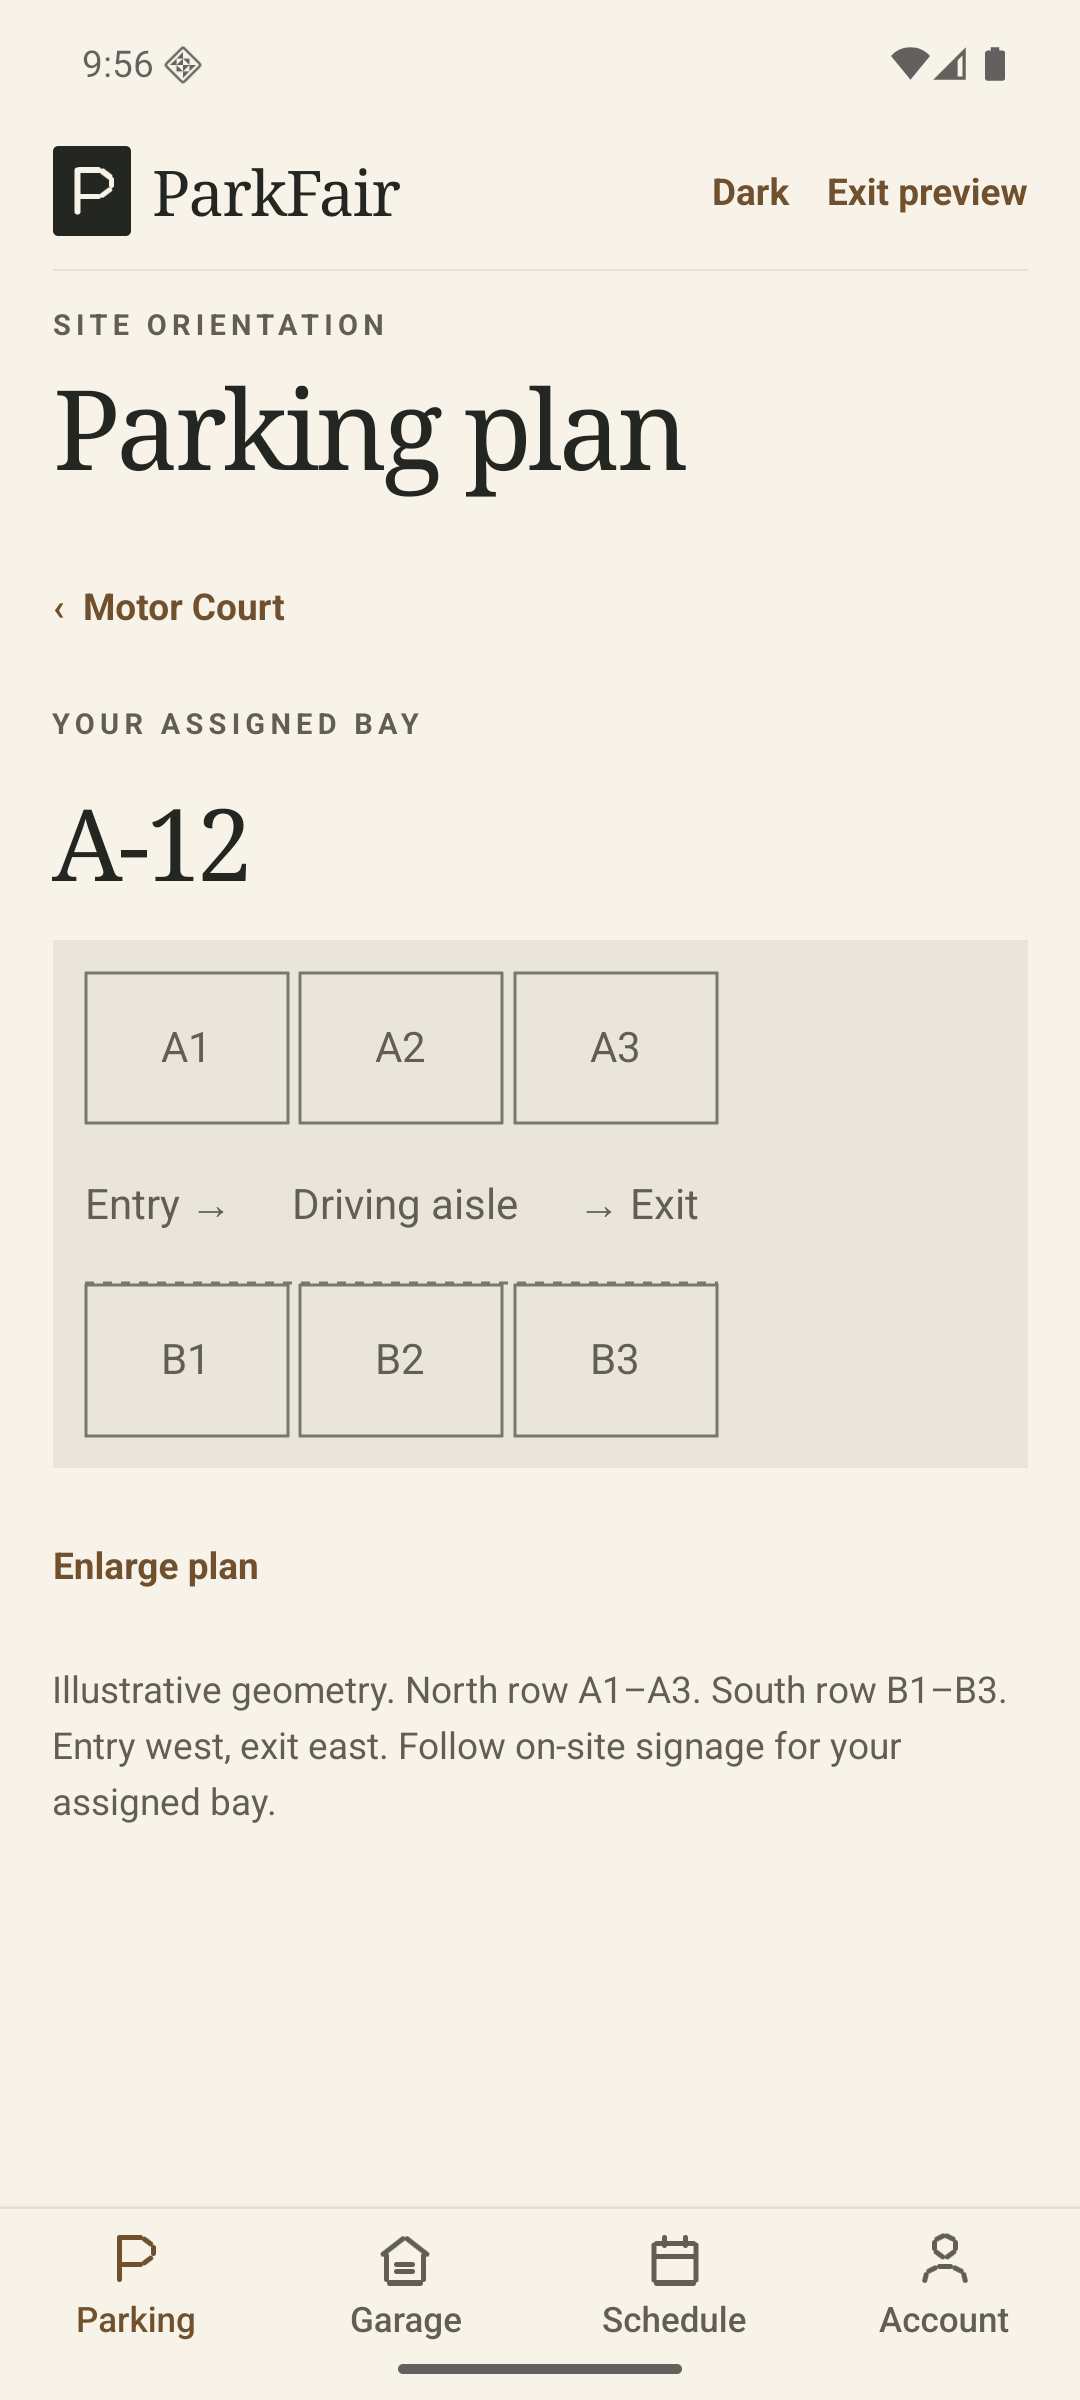 9:56
ParkFair
Dark Exit preview
SITE ORIENTATION
Parking plan
‹ Motor Court
YOUR ASSIGNED BAY
A-12
A1 A2 A3
Entry → Driving aisle → Exit
B1 B2 B3
Enlarge plan
Illustrative geometry. North row A1–A3. South row B1–B3.
Entry west, exit east. Follow on-site signage for your
assigned bay.
Parking Garage Schedule Account